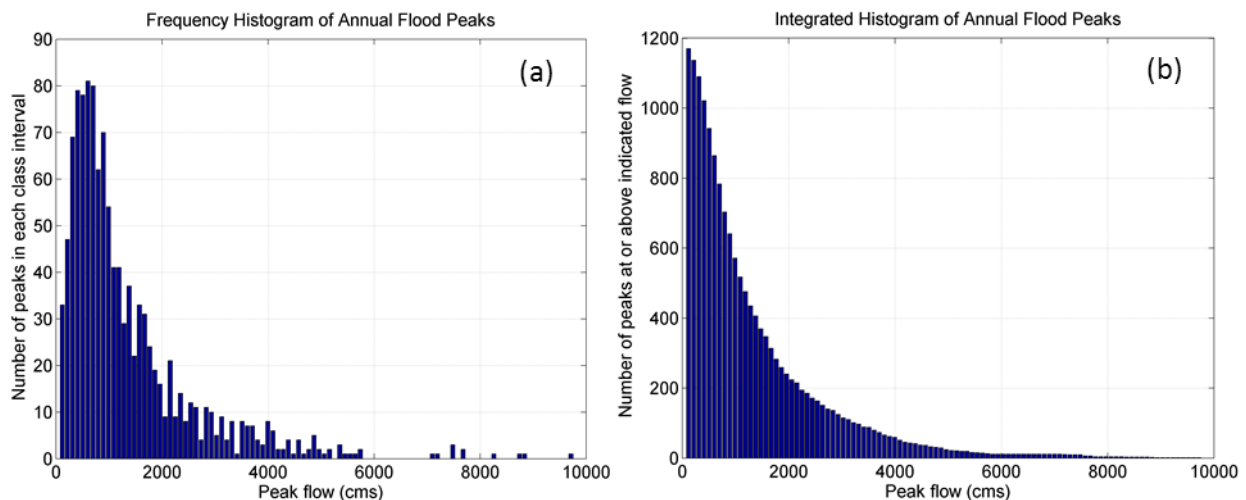 Frequency Histogram of Annual Flood Peaks
(a)
Number of peaks in each class interval
90
80
70
60
50
40
30
20
10
0
0 2000 4000 6000 8000 10000
Peak flow (cms)
Integrated Histogram of Annual Flood Peaks
(b)
Number of peaks at or above indicated flow
1200
1000
800
600
400
200
0
0 2000 4000 6000 8000 10000
Peak flow (cms)